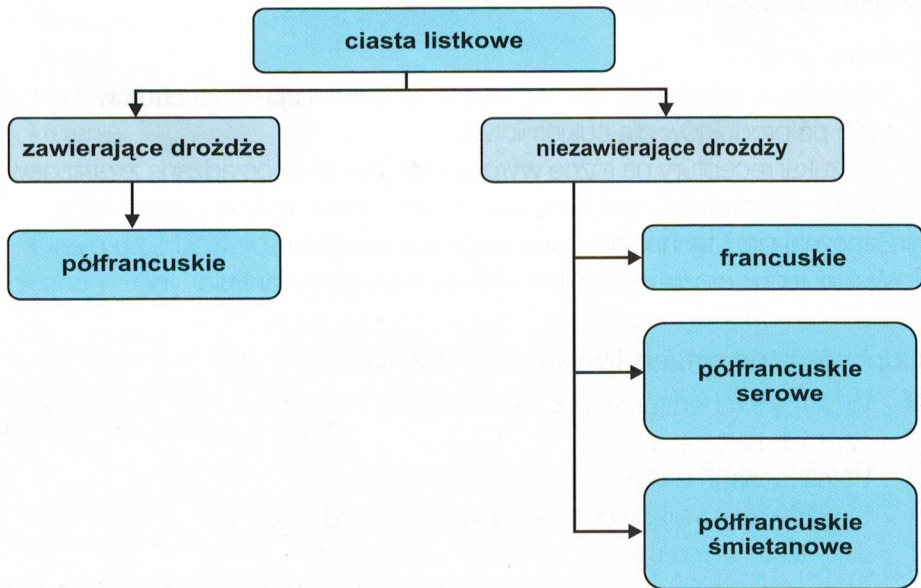 ciasta listkowe
zawierające drożdże
niezawierające drożdży
półfrancuskie
francuskie
półfrancuskie
serowe
półfrancuskie
śmietanowe